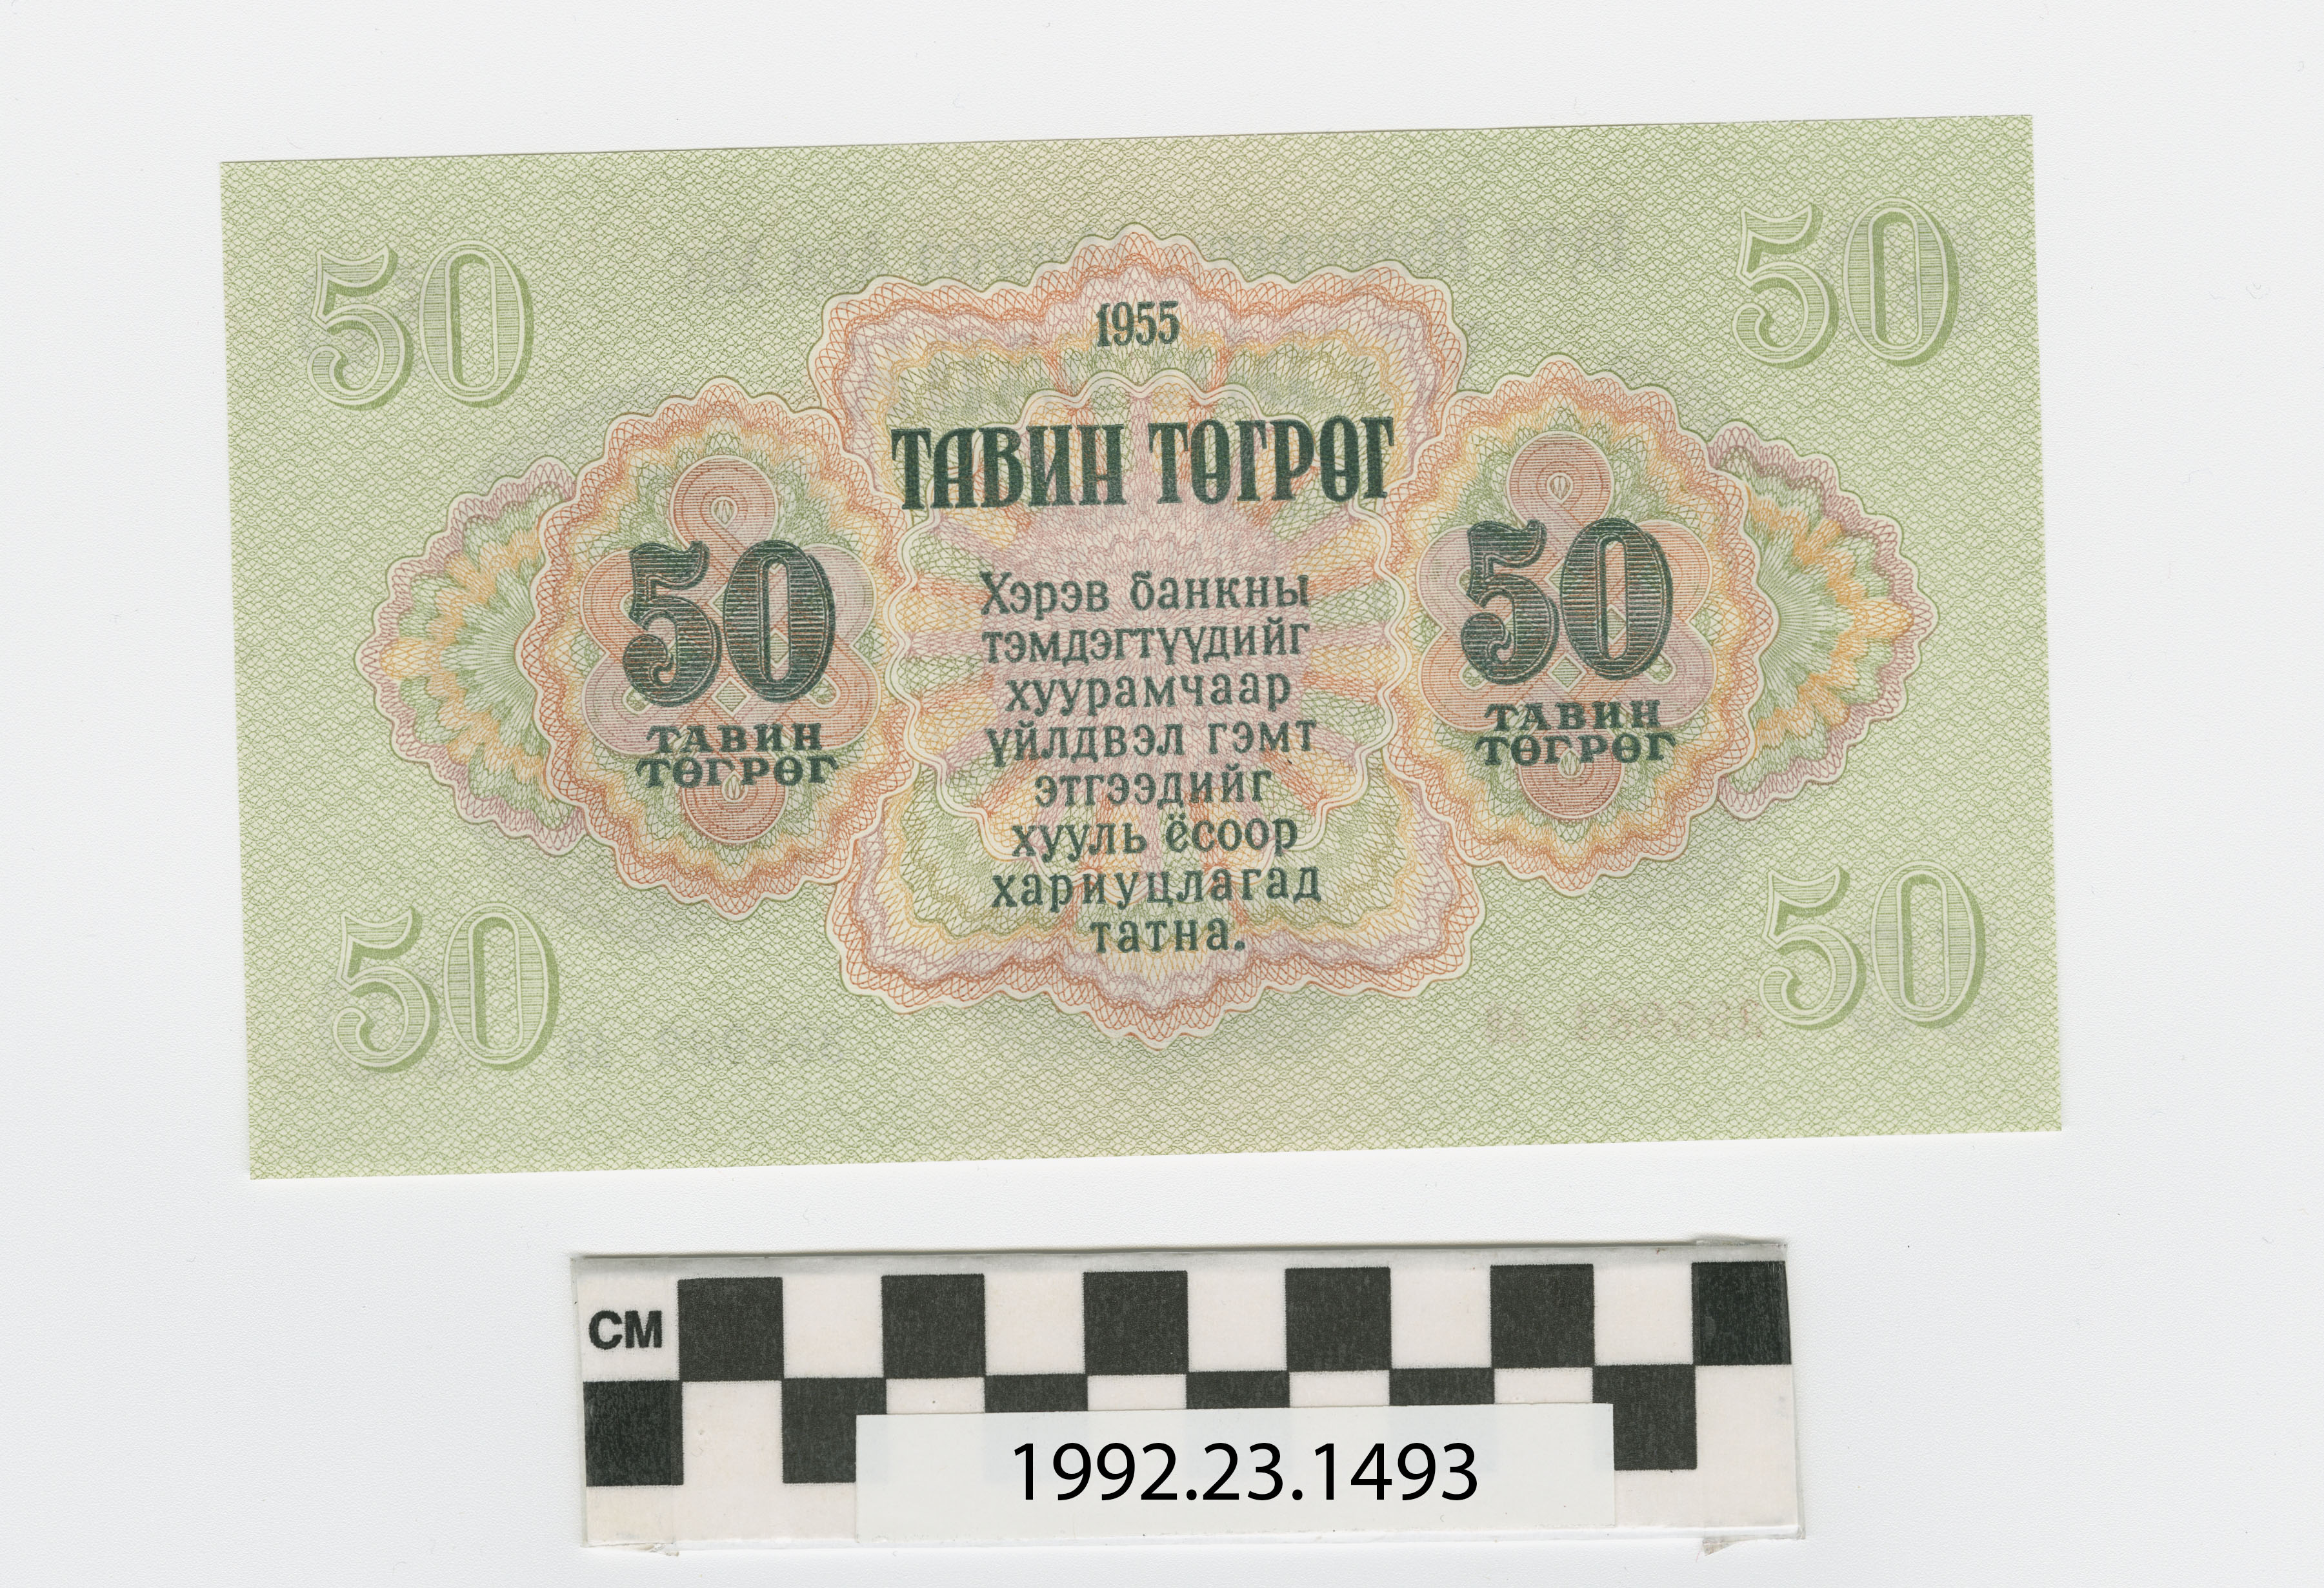 50
50
1955
ТАВИН ТӨГРӨГ
50
ТАВИН
ТӨГРӨГ
Хэрэв банкны
тэмдэгтүүдийг
хуурамчаар
үйлдвэл гэмт
этгээдийг
хууль ёсоор
хариуцлагад
татна.
50
ТАВИН
ТӨГРӨГ
50
50
CM
1992.23.1493